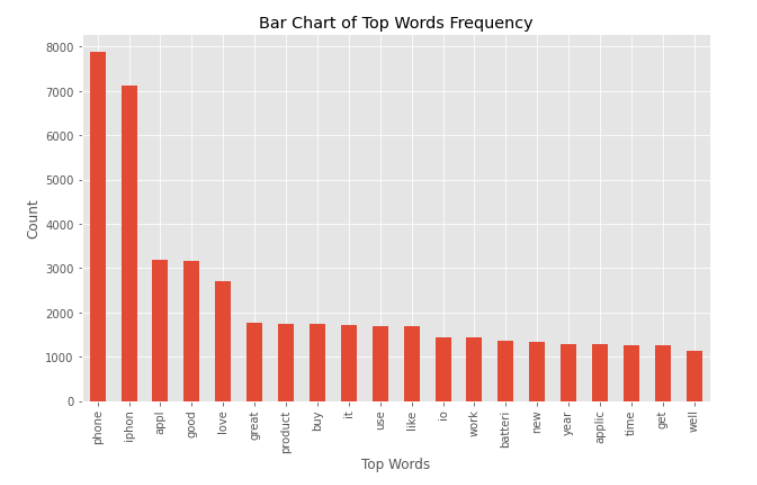 Bar Chart of Top Words Frequency
8000
7000
6000
5000
4000
3000
2000
1000
0
Count
phone
iphon
appl
good
love
great
product
buy
it
use
like
io
work
batteri
new
year
applic
time
get
well
Top Words